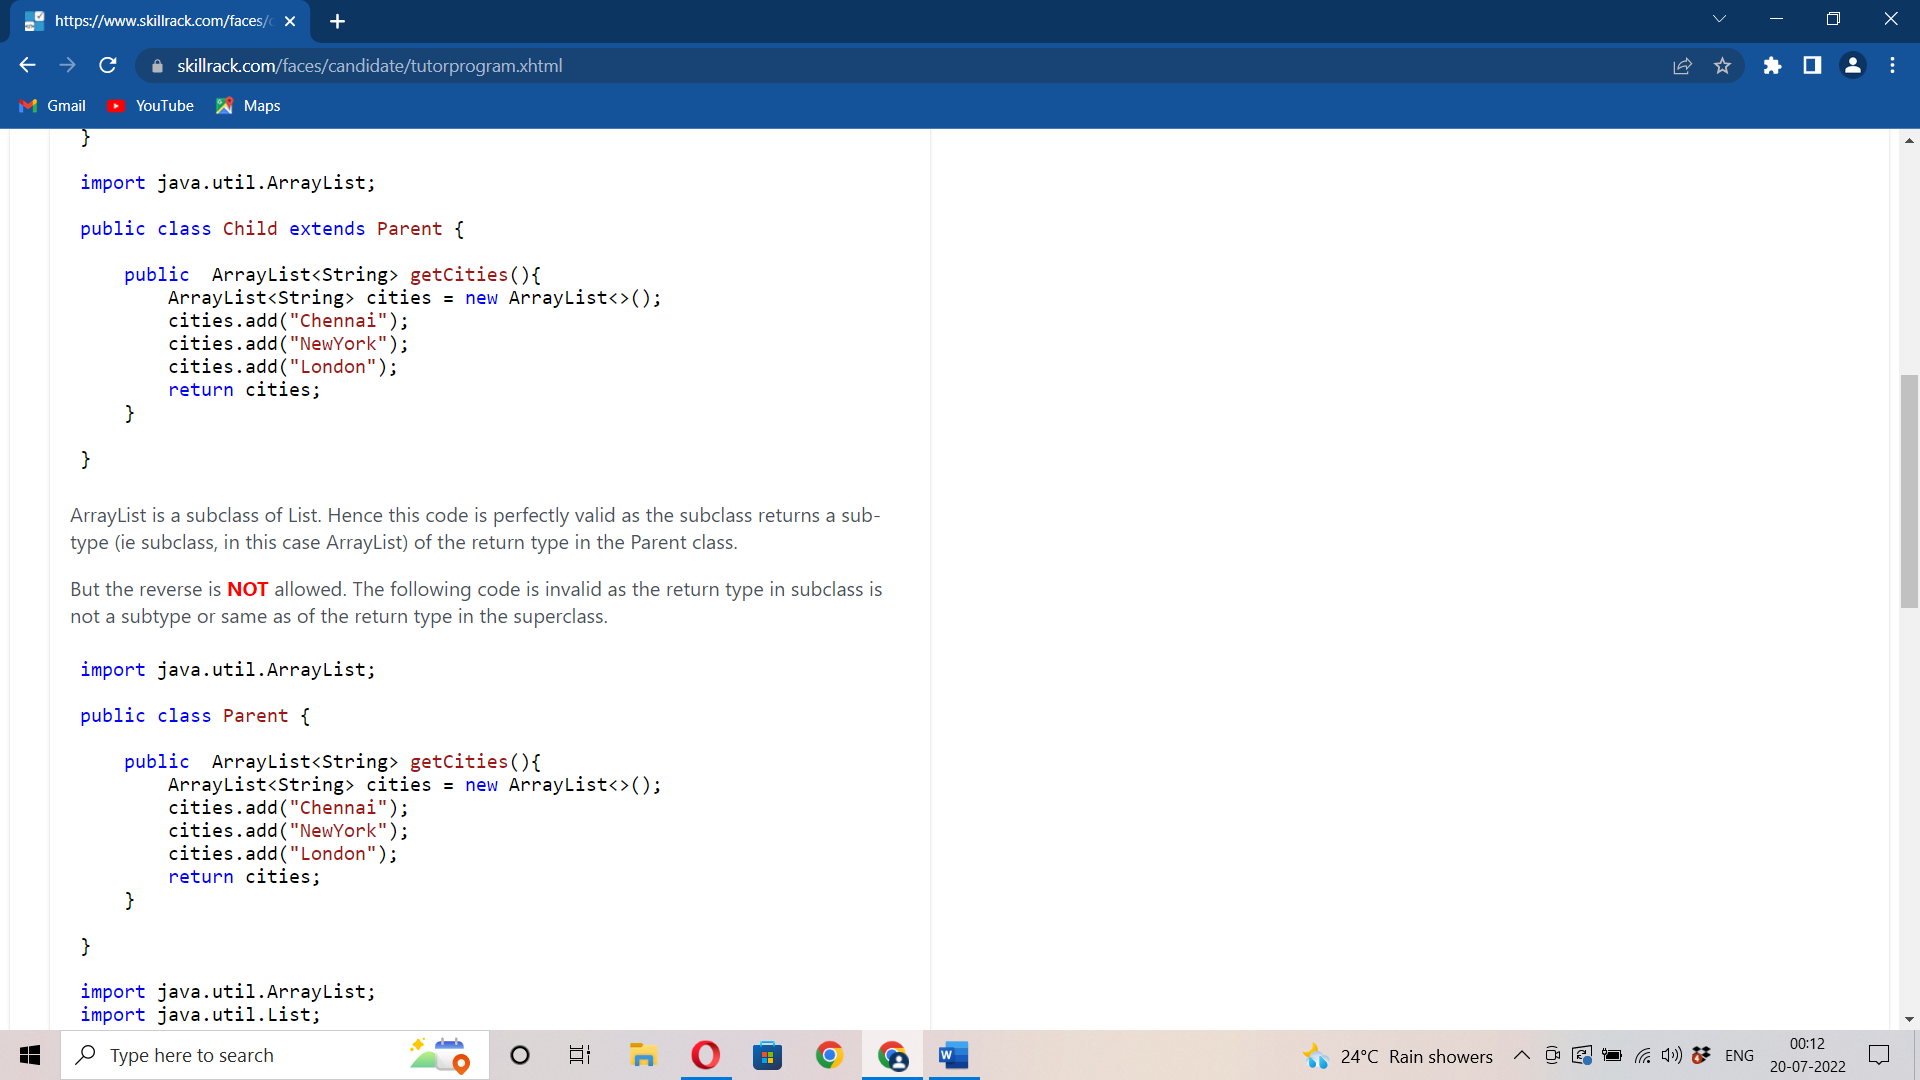 https://www.skillrack.com/faces/c
skillrack.com/faces/candidate/tutorprogram.xhtml
Gmail YouTube Maps
}
import java.util.ArrayList;
public class Child extends Parent {
public  ArrayList<String> getCities(){
ArrayList<String> cities = new ArrayList<>();
cities.add("Chennai");
cities.add("NewYork");
cities.add("London");
return cities;
}
}
ArrayList is a subclass of List. Hence this code is perfectly valid as the subclass returns a sub-
type (ie subclass, in this case ArrayList) of the return type in the Parent class.
But the reverse is NOT allowed. The following code is invalid as the return type in subclass is
not a subtype or same as of the return type in the superclass.
import java.util.ArrayList;
public class Parent {
public  ArrayList<String> getCities(){
ArrayList<String> cities = new ArrayList<>();
cities.add("Chennai");
cities.add("NewYork");
cities.add("London");
return cities;
}
}
import java.util.ArrayList;
import java.util.List;
Type here to search
24°C Rain showers
ENG
00:12
20-07-2022